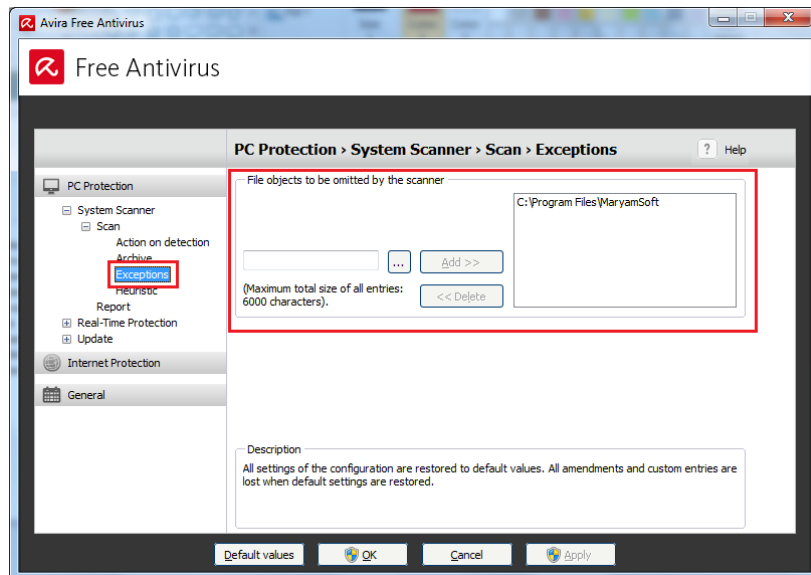 Avira Free Antivirus
Free Antivirus
PC Protection › System Scanner › Scan › Exceptions
? Help
PC Protection
System Scanner
Scan
Action on detection
Archive
Exceptions
Heuristic
Report
Real-Time Protection
Update
Internet Protection
General
File objects to be omitted by the scanner
C:\Program Files\MaryamSoft
...
Add >>
(Maximum total size of all entries:
6000 characters).
<< Delete
Description
All settings of the configuration are restored to default values. All amendments and custom entries are
lost when default settings are restored.
Default values
OK
Cancel
Apply